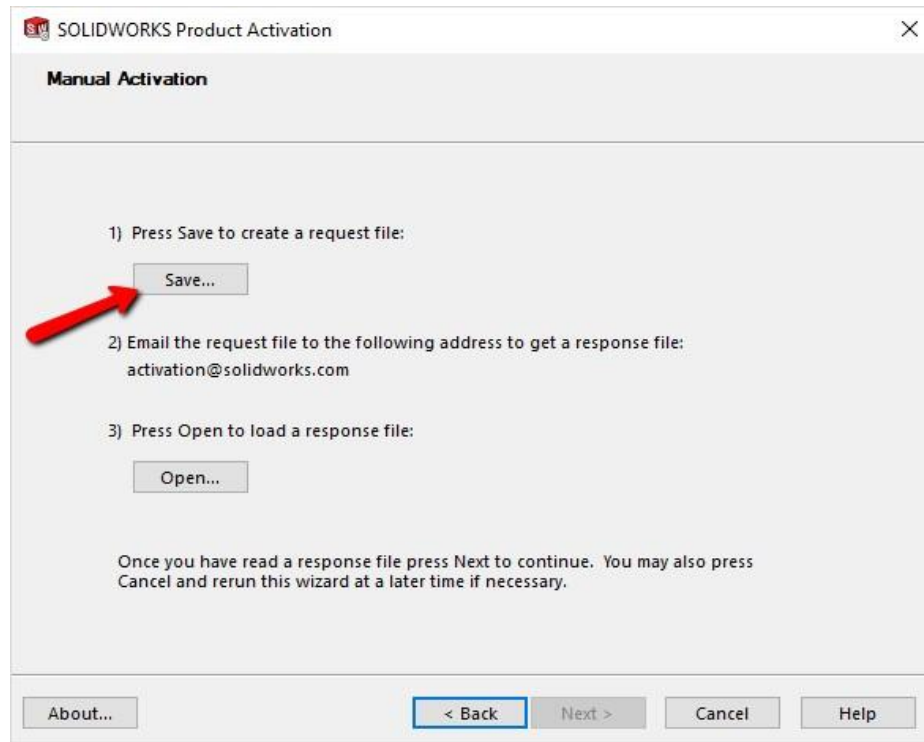 SOLIDWORKS Product Activation
Manual Activation
1) Press Save to create a request file:
Save...
2) Email the request file to the following address to get a response file:
activation@solidworks.com
3) Press Open to load a response file:
Open...
Once you have read a response file press Next to continue. You may also press
Cancel and rerun this wizard at a later time if necessary.
About...
< Back
Next >
Cancel
Help